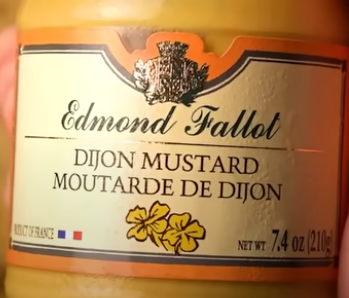 Edmond Fallot
DIJON MUSTARD
MOUTARDE DE DIJON
PRODUCT OF FRANCE
NET WT 7.4 oz (210g)